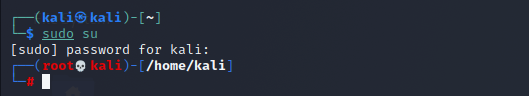 ┌──(kali㉿kali)-[~]
└─$ sudo su
[sudo] password for kali:
┌──(root💀kali)-[/home/kali]
└─#